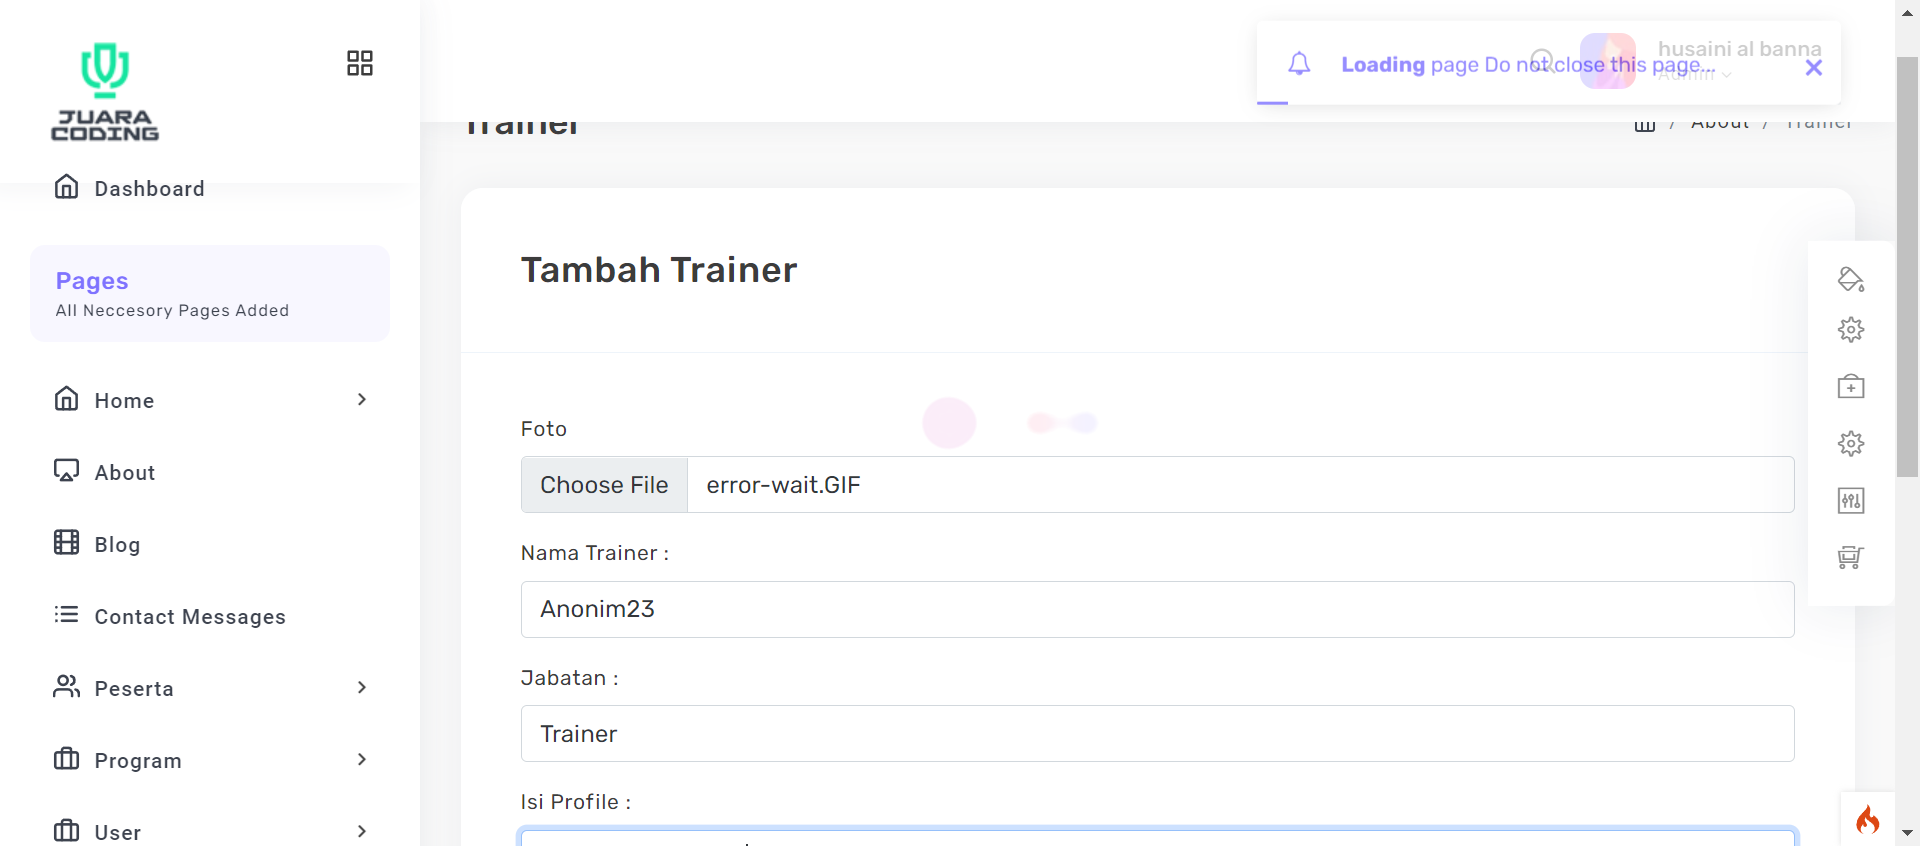 JUARA
CODING
Dashboard
Pages
All Neccesory Pages Added
Home
About
Blog
Contact Messages
Peserta
Program
User
Loading page Do not close this page...
husaini al banna
Admin
Trainer
/ About / Trainer
Tambah Trainer
Foto
Choose File error-wait.GIF
Nama Trainer :
Anonim23
Jabatan :
Trainer
Isi Profile :